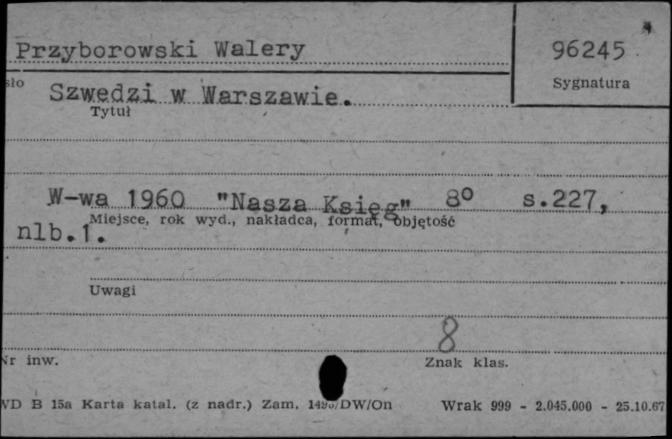 Przyborowski Walery
96245
Sygnatura
sło
Szwedzi w Warszawie.
Tytuł
W-wa 1960 "Nasza Księg" 8° s.227,
Miejsce, rok wyd., nakładca, format, objętość
nlb.1.
Uwagi
8
Nr inw.
Znak klas.
WD B 15a Karta katal. (z nadr.) Zam. /DW/On Wrak 999 - 2.045.000 - 25.10.67